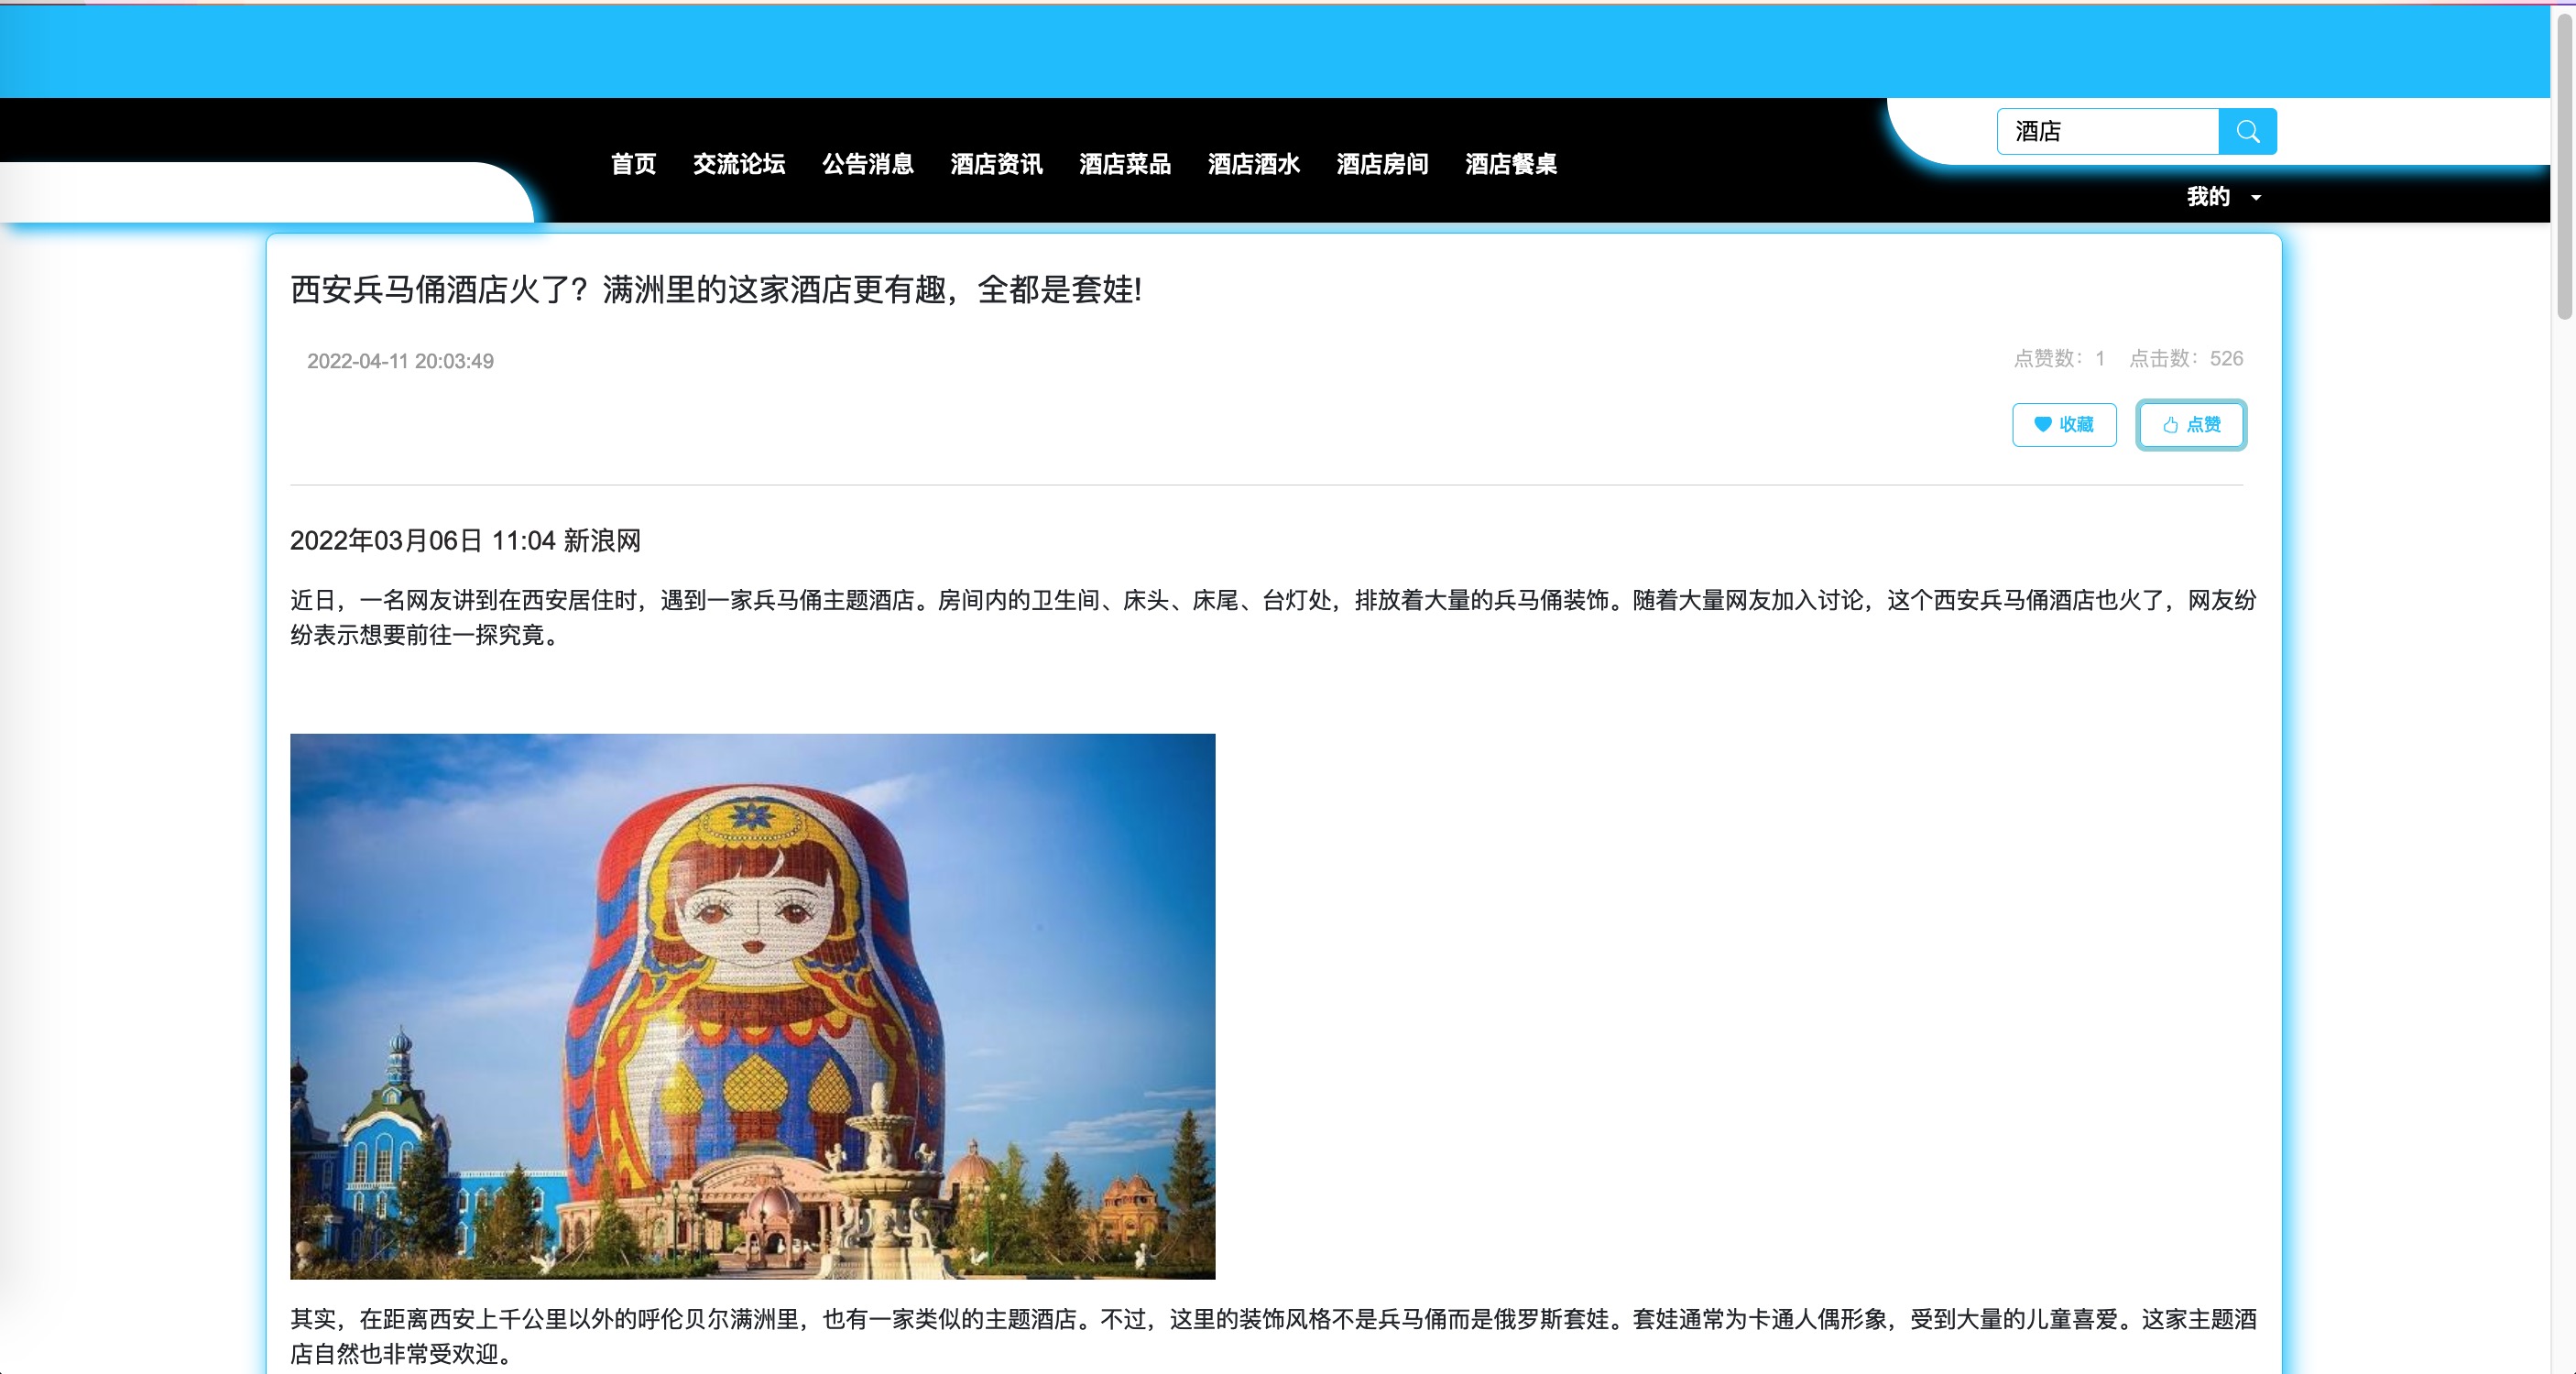 酒店
首页 交流论坛 公告消息 酒店资讯 酒店菜品 酒店酒水 酒店房间 酒店餐桌
我的
西安兵马俑酒店火了？满洲里的这家酒店更有趣，全都是套娃!
2022-04-11 20:03:49
点赞数：1 点击数：526
收藏 点赞
2022年03月06日 11:04 新浪网
近日，一名网友讲到在西安居住时，遇到一家兵马俑主题酒店。房间内的卫生间、床头、床尾、台灯处，排放着大量的兵马俑装饰。随着大量网友加入讨论，这个西安兵马俑酒店也火了，网友纷
纷表示想要前往一探究竟。
其实，在距离西安上千公里以外的呼伦贝尔满洲里，也有一家类似的主题酒店。不过，这里的装饰风格不是兵马俑而是俄罗斯套娃。套娃通常为卡通人偶形象，受到大量的儿童喜爱。这家主题酒
店自然也非常受欢迎。